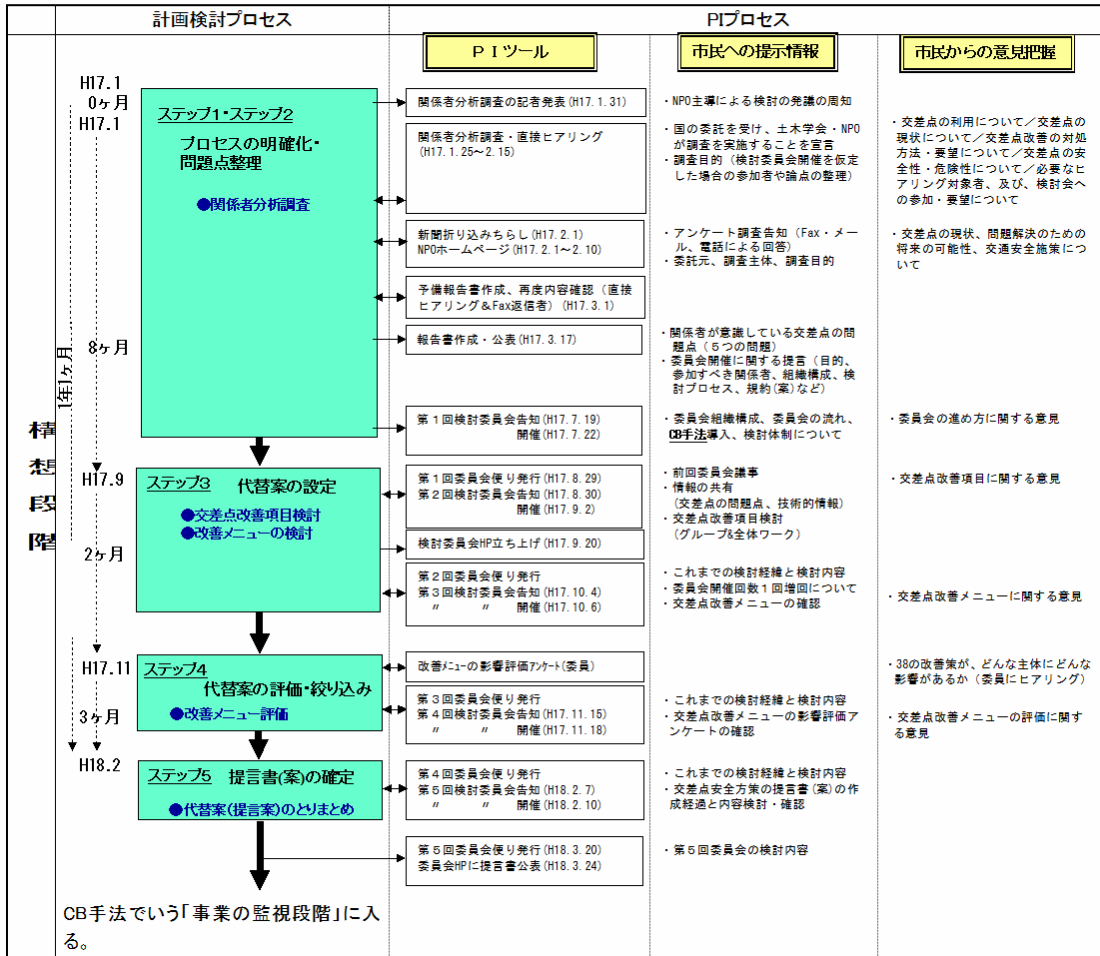 計画検討プロセス
PIプロセス
ＰＩツール
市民への提示情報
市民からの意見把握
構想段階
H17.1
0ヶ月
H17.1
8ヶ月
1年1ヶ月
H17.9
2ヶ月
H17.11
3ヶ月
H18.2
ステップ1・ステップ2
プロセスの明確化・
問題点整理
●関係者分析調査
関係者分析調査の記者発表(H17.1.31)
・NPO主導による検討の発議の周知
関係者分析調査・直接ヒアリング
(H17.1.25～2.15)
・国の委託を受け、土木学会・NPO
が調査を実施することを宣言
・調査目的（検討委員会開催を仮定
した場合の参加者や論点の整理）
・交差点の利用について／交差点の
現状について／交差点改善の対処
方法・要望について／交差点の安
全性・危険性について／必要なヒ
アリング対象者、及び、検討会へ
の参加・要望について
新聞折り込みちらし(H17.2.1)
NPOホームページ(H17.2.1～2.10)
・アンケート調査告知（Fax・メー
ル、電話による回答）
・委託元、調査主体、調査目的
・交差点の現状、問題解決のための
将来の可能性、交通安全施策につ
いて
予備報告書作成、再度内容確認（直接
ヒアリング＆Fax返信者）(H17.3.1)
報告書作成・公表(H17.3.17)
・関係者が意識している交差点の問
題点（５つの問題）
・委員会開催に関する提言（目的、
参加すべき関係者、組織構成、検
討プロセス、規約(案)など）
第１回検討委員会告知(H17.7.19)
開催(H17.7.22)
・委員会組織構成、委員会の流れ、
CB手法導入、検討体制について
・委員会の進め方に関する意見
ステップ3 代替案の設定
●交差点改善項目検討
●改善メニューの検討
第１回委員会便り発行(H17.8.29)
第２回検討委員会告知(H17.8.30)
開催(H17.9.2)
・前回委員会議事
・情報の共有
(交差点の問題点、技術的情報)
・交差点改善項目検討
(グループ&全体ワーク)
・交差点改善項目に関する意見
検討委員会HP立ち上げ(H17.9.20)
第２回委員会便り発行
第３回検討委員会告知(H17.10.4)
〃 〃 開催(H17.10.6)
・これまでの検討経緯と検討内容
・委員会開催回数１回増回について
・交差点改善メニューの確認
・交差点改善メニューに関する意見
ステップ4
代替案の評価・絞り込み
●改善メニュー評価
改善ﾒﾆｭｰの影響評価ｱﾝｹｰﾄ(委員)
・38の改善策が、どんな主体にどんな
影響があるか（委員にヒアリング）
第３回委員会便り発行
第４回検討委員会告知(H17.11.15)
〃 〃 開催(H17.11.18)
・これまでの検討経緯と検討内容
・交差点改善メニューの影響評価ア
ンケートの確認
・交差点改善メニューの評価に関す
る意見
ステップ5 提言書(案)の確定
●代替案(提言案)のとりまとめ
第４回委員会便り発行
第５回検討委員会告知(H18.2.7)
〃 〃 開催(H18.2.10)
・これまでの検討経緯と検討内容
・交差点安全方策の提言書(案)の作
成経過と内容検討・確認
第５回委員会便り発行(H18.3.20)
委員会HPに提言書公表(H18.3.24)
・第５回委員会の検討内容
CB手法でいう「事業の監視段階」に入
る。